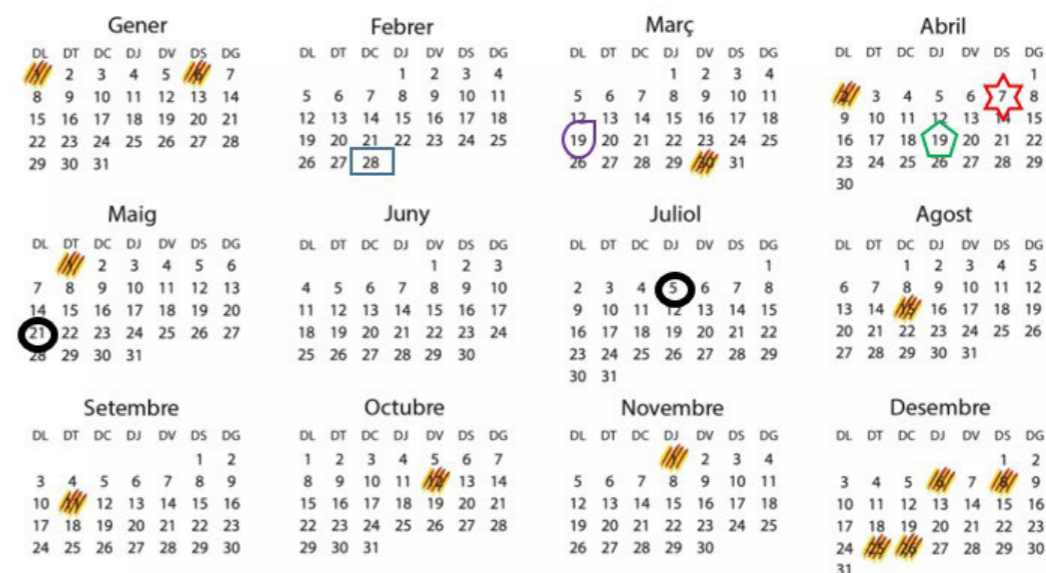 Gener
DL DT DC DJ DV DS DG
1 2 3 4 5 6 7
8 9 10 11 12 13 14
15 16 17 18 19 20 21
22 23 24 25 26 27 28
29 30 31
Febrer
DL DT DC DJ DV DS DG
1 2 3 4
5 6 7 8 9 10 11
12 13 14 15 16 17 18
19 20 21 22 23 24 25
26 27 28
Març
DL DT DC DJ DV DS DG
1 2 3 4
5 6 7 8 9 10 11
12 13 14 15 16 17 18
19 20 21 22 23 24 25
26 27 28 29 30 31
Abril
DL DT DC DJ DV DS DG
1
2 3 4 5 6 7 8
9 10 11 12 13 14 15
16 17 18 19 20 21 22
23 24 25 26 27 28 29
30
Maig
DL DT DC DJ DV DS DG
1 2 3 4 5 6
7 8 9 10 11 12 13
14 15 16 17 18 19 20
21 22 23 24 25 26 27
28 29 30 31
Juny
DL DT DC DJ DV DS DG
1 2 3
4 5 6 7 8 9 10
11 12 13 14 15 16 17
18 19 20 21 22 23 24
25 26 27 28 29 30
Juliol
DL DT DC DJ DV DS DG
1
2 3 4 5 6 7 8
9 10 11 12 13 14 15
16 17 18 19 20 21 22
23 24 25 26 27 28 29
30 31
Agost
DL DT DC DJ DV DS DG
1 2 3 4 5
6 7 8 9 10 11 12
13 14 15 16 17 18 19
20 21 22 23 24 25 26
27 28 29 30 31
Setembre
DL DT DC DJ DV DS DG
1 2
3 4 5 6 7 8 9
10 11 12 13 14 15 16
17 18 19 20 21 22 23
24 25 26 27 28 29 30
Octubre
DL DT DC DJ DV DS DG
1 2 3 4 5 6 7
8 9 10 11 12 13 14
15 16 17 18 19 20 21
22 23 24 25 26 27 28
29 30 31
Novembre
DL DT DC DJ DV DS DG
1 2 3 4
5 6 7 8 9 10 11
12 13 14 15 16 17 18
19 20 21 22 23 24 25
26 27 28 29 30
Desembre
DL DT DC DJ DV DS DG
1 2
3 4 5 6 7 8 9
10 11 12 13 14 15 16
17 18 19 20 21 22 23
24 25 26 27 28 29 30
31